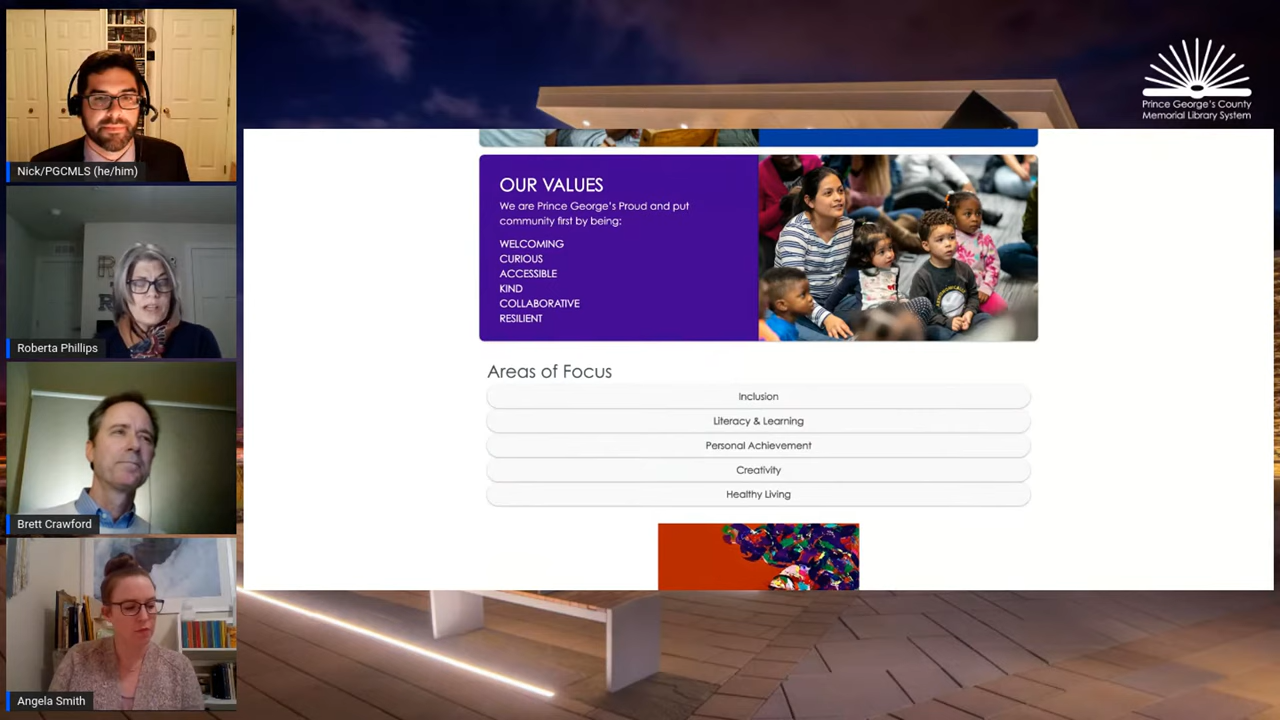 Nick/PGCMLS (he/him)
Roberta Phillips
Brett Crawford
Angela Smith
Prince George's County
Memorial Library System
OUR VALUES
We are Prince George's Proud and put
community first by being:
WELCOMING
CURIOUS
ACCESSIBLE
KIND
COLLABORATIVE
RESILIENT
Areas of Focus
Inclusion
Literacy & Learning
Personal Achievement
Creativity
Healthy Living